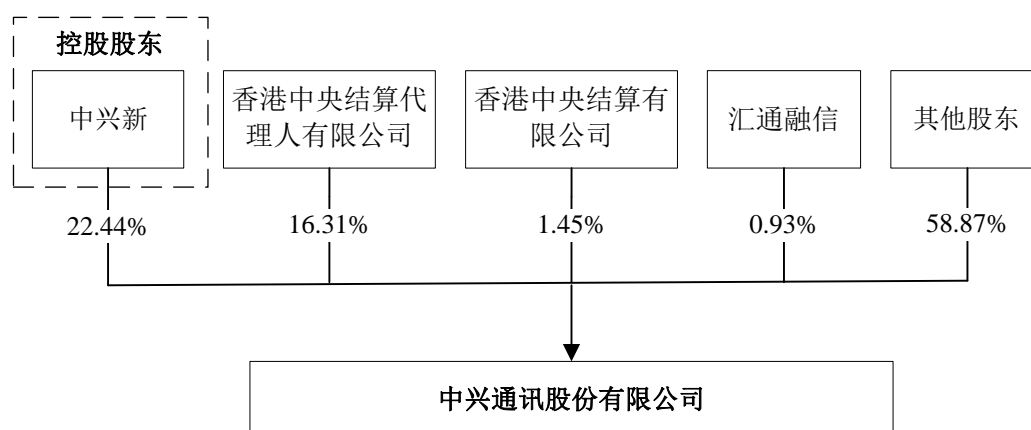 控股股东
中兴新
香港中央结算代
理人有限公司
香港中央结算有
限公司
汇通融信
其他股东
22.44%
16.31%
1.45%
0.93%
58.87%
中兴通讯股份有限公司